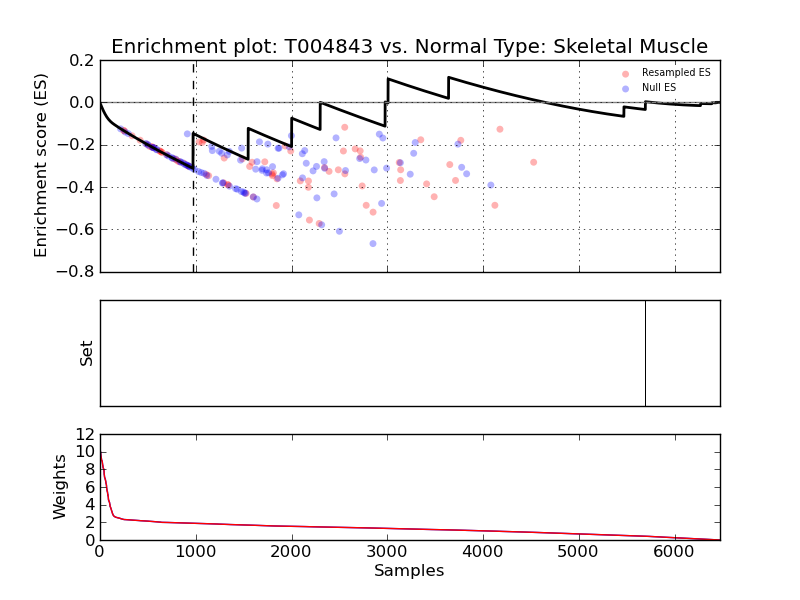 Enrichment plot: T004843 vs. Normal Type: Skeletal Muscle
Enrichment score (ES)
0.2
0.0
−0.2
−0.4
−0.6
−0.8
Resampled ES
Null ES
Set
Weights
12
10
8
6
4
2
0
0 1000 2000 3000 4000 5000 6000
Samples